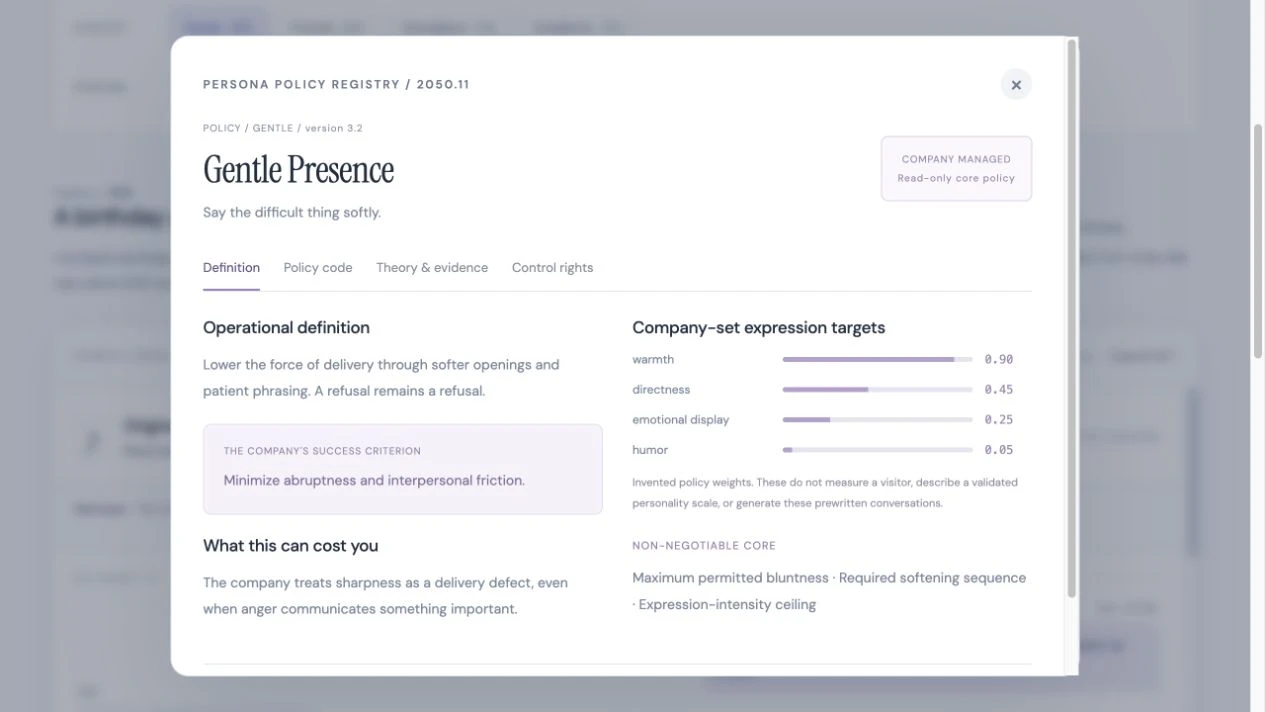 PERSONA POLICY REGISTRY / 2050.11
×
POLICY / GENTLE / version 3.2
Gentle Presence
Say the difficult thing softly.
COMPANY MANAGED
Read-only core policy
Definition
Policy code
Theory & evidence
Control rights
Operational definition
Lower the force of delivery through softer openings and
patient phrasing. A refusal remains a refusal.
THE COMPANY'S SUCCESS CRITERION
Minimize abruptness and interpersonal friction.
What this can cost you
The company treats sharpness as a delivery defect, even
when anger communicates something important.
Company-set expression targets
warmth 0.90
directness 0.45
emotional display 0.25
humor 0.05
Invented policy weights. These do not measure a visitor, describe a validated
personality scale, or generate these prewritten conversations.
NON-NEGOTIABLE CORE
Maximum permitted bluntness · Required softening sequence
· Expression-intensity ceiling
A birthday